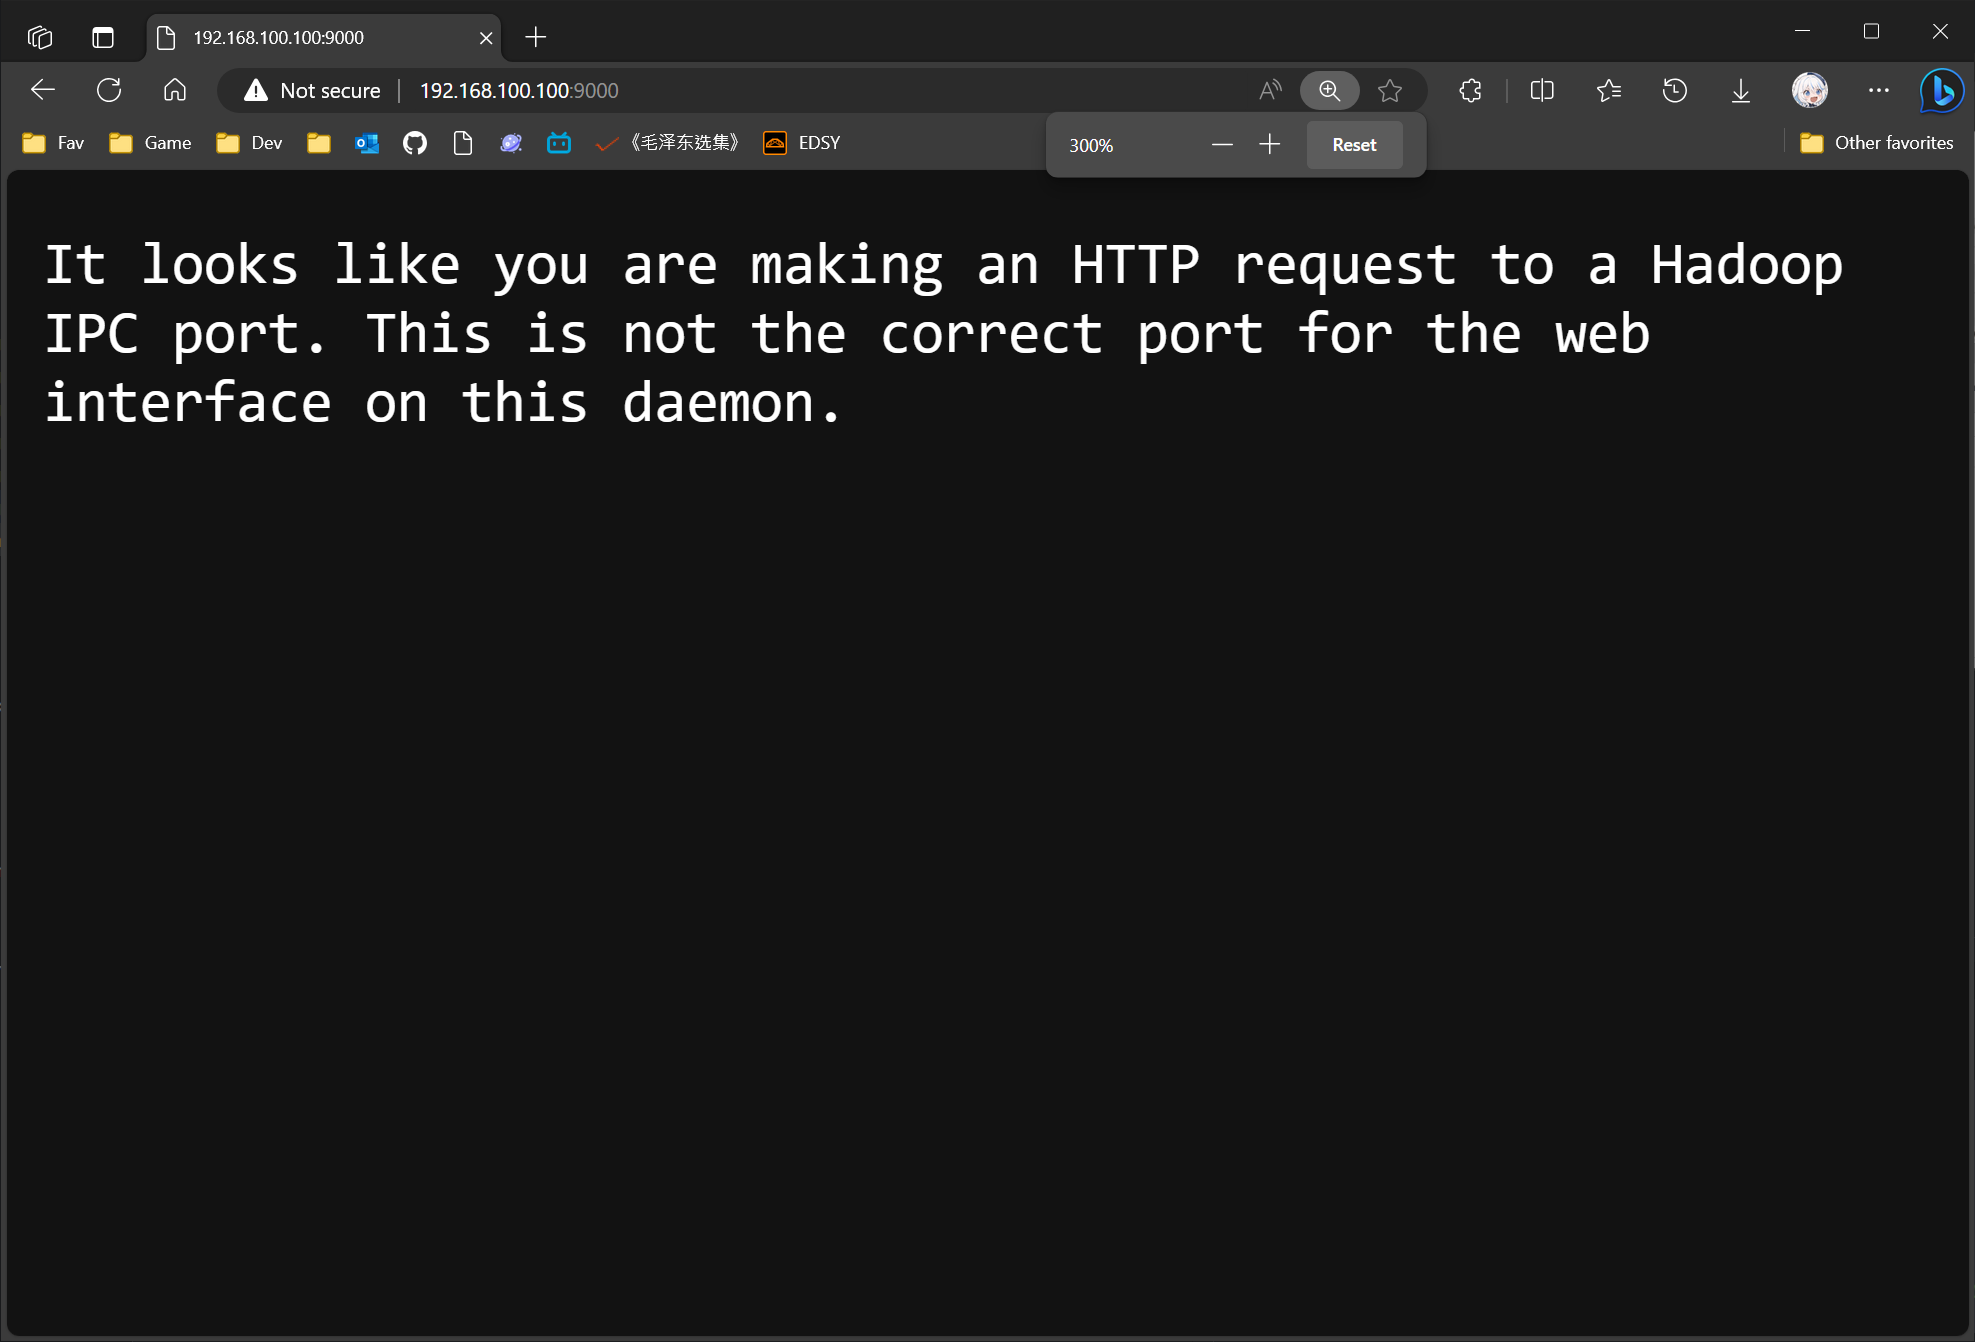 192.168.100.100:9000
Not secure
192.168.100.100:9000
Fav
Game
Dev
《毛泽东选集》
EDSY
300%
Reset
Other favorites
It looks like you are making an HTTP request to a Hadoop
IPC port. This is not the correct port for the web
interface on this daemon.